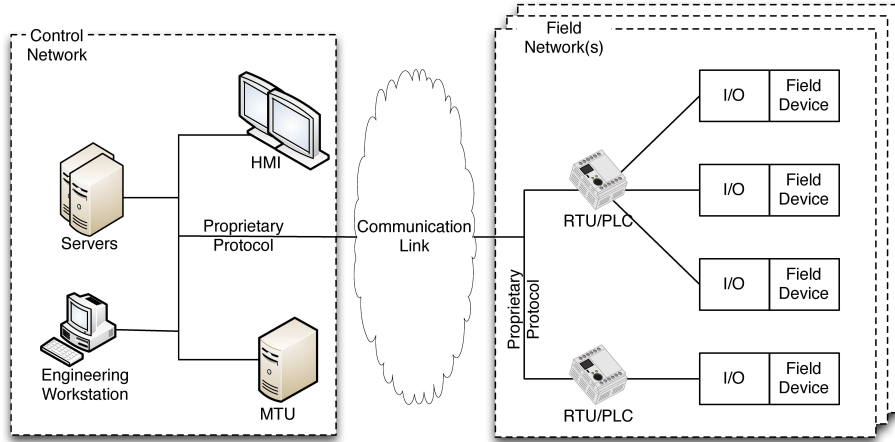 Control
Network
HMI
Servers
Proprietary
Protocol
Engineering
Workstation
MTU
Communication
Link
Field
Network(s)
RTU/PLC
Proprietary
Protocol
RTU/PLC
I/O
Field
Device
I/O
Field
Device
I/O
Field
Device
I/O
Field
Device